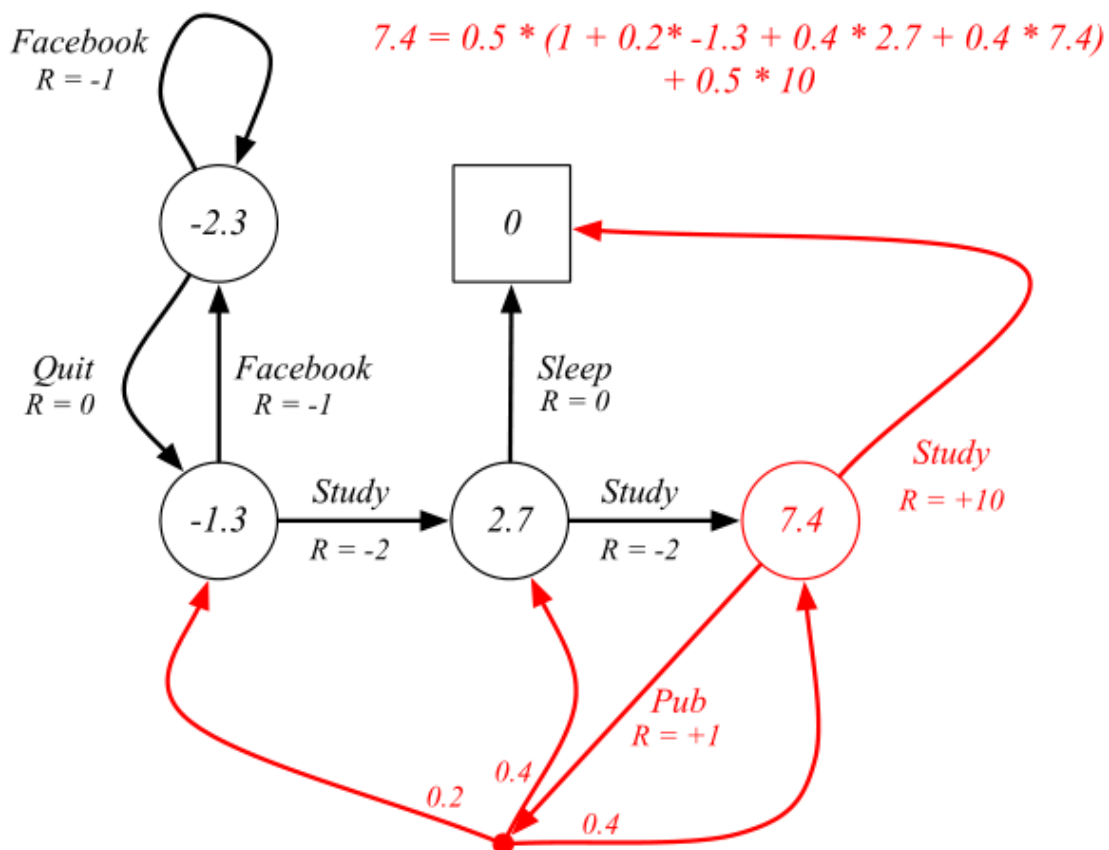 Facebook
R = -1
7.4 = 0.5 * (1 + 0.2* -1.3 + 0.4 * 2.7 + 0.4 * 7.4)
+ 0.5 * 10
-2.3
0
Quit
R = 0
Facebook
R = -1
Sleep
R = 0
Study
R = +10
-1.3
Study
R = -2
2.7
Study
R = -2
7.4
Pub
R = +1
0.2
0.4
0.4